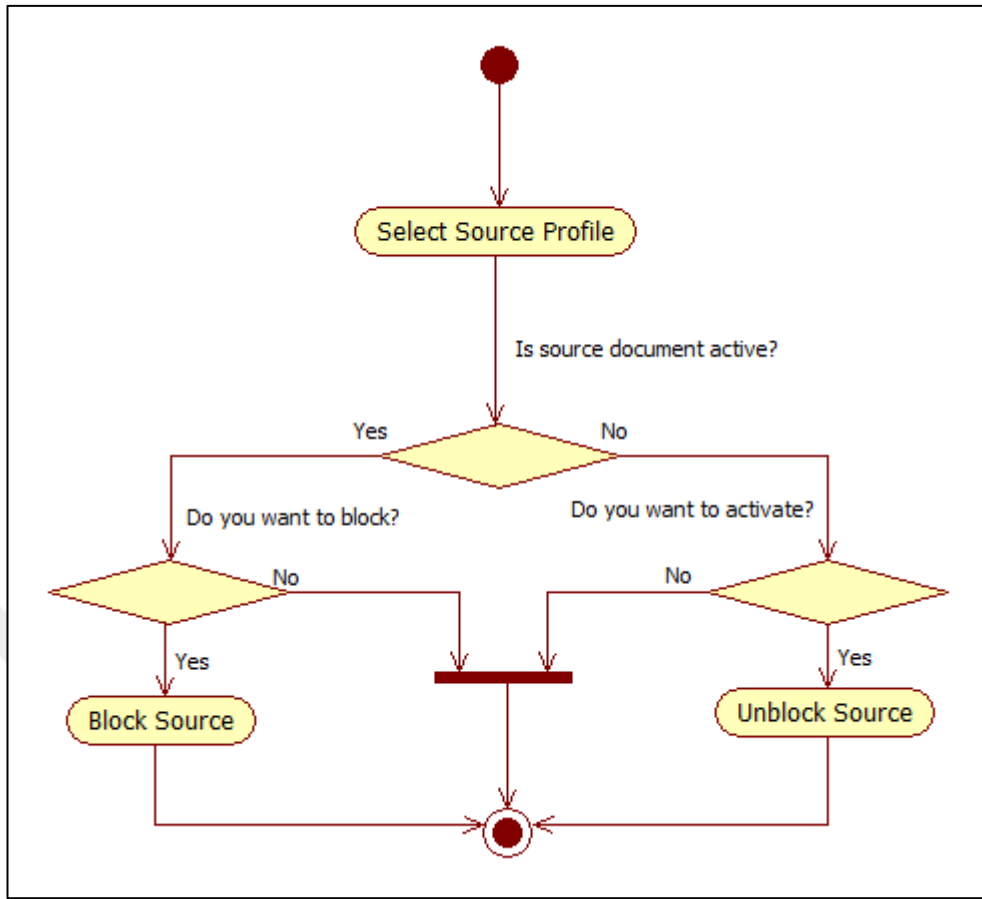 Select Source Profile
Is source document active?
Yes
No
Do you want to block?
Do you want to activate?
No
No
Yes
Yes
Block Source
Unblock Source